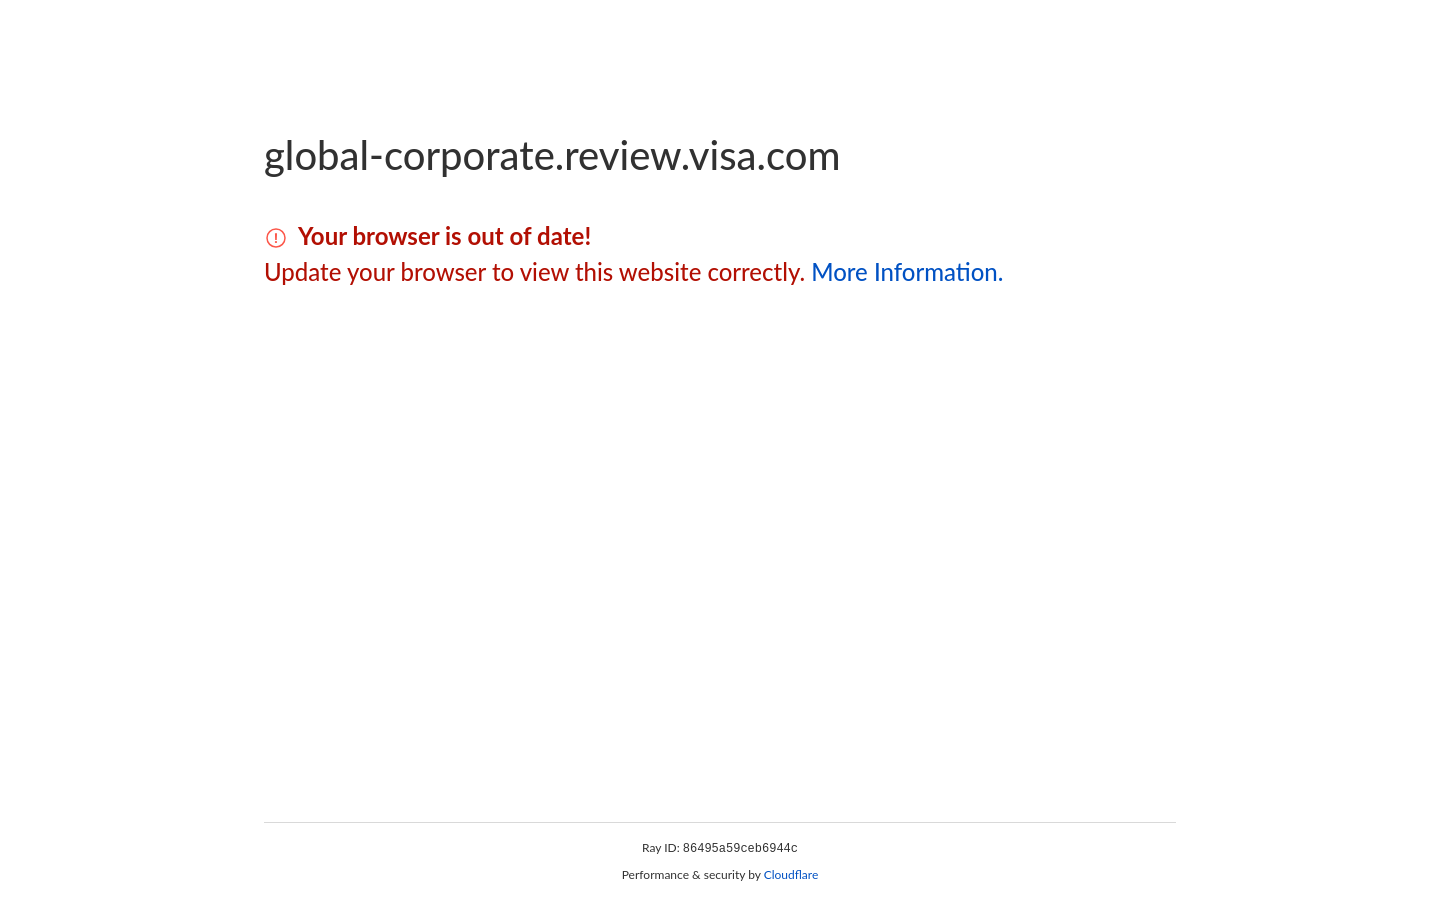 global-corporate.review.visa.com
Your browser is out of date!
Update your browser to view this website correctly. More Information.
Ray ID: 86495a59ceb6944c
Performance & security by Cloudflare